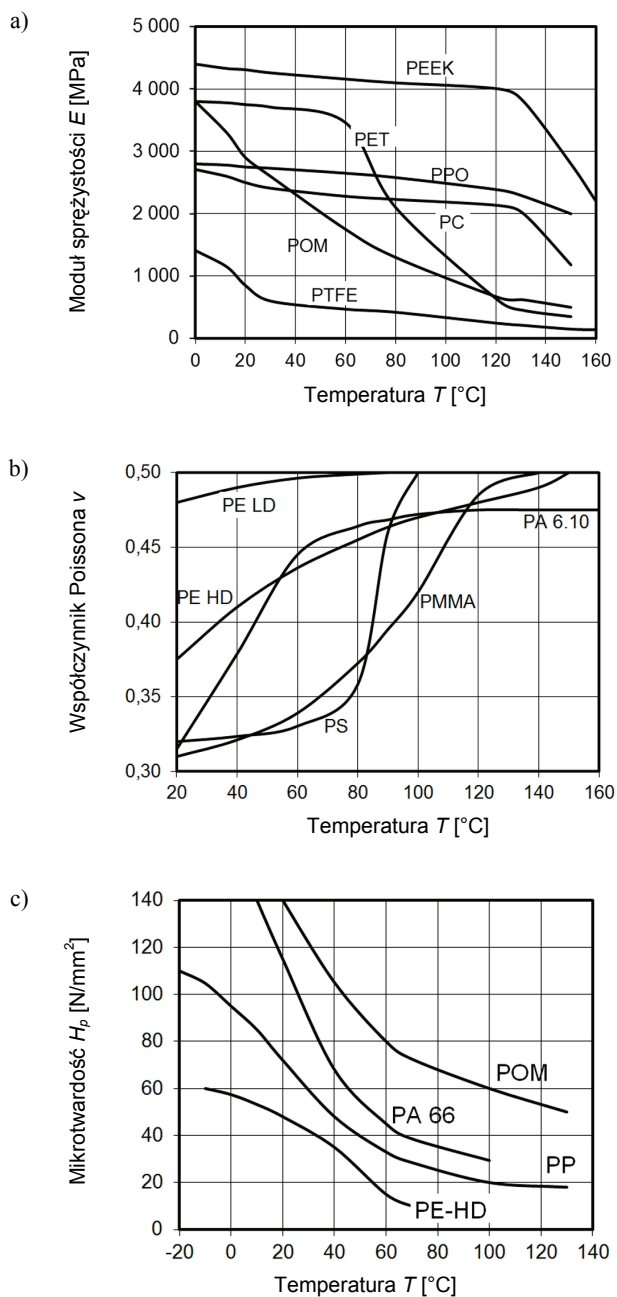 a)
Moduł sprężystości E [MPa]
5 000
4 000
3 000
2 000
1 000
0
PEEK
PET
PPO
PC
POM
PTFE
0 20 40 60 80 100 120 140 160
Temperatura T [°C]
b)
Współczynnik Poissona ν
0,50
0,45
0,40
0,35
0,30
PE LD
PA 6.10
PE HD
PMMA
PS
20 40 60 80 100 120 140 160
Temperatura T [°C]
c)
Mikrotwardość Hp [N/mm²]
140
120
100
80
60
40
20
0
POM
PA 66
PP
PE-HD
-20 0 20 40 60 80 100 120 140
Temperatura T [°C]